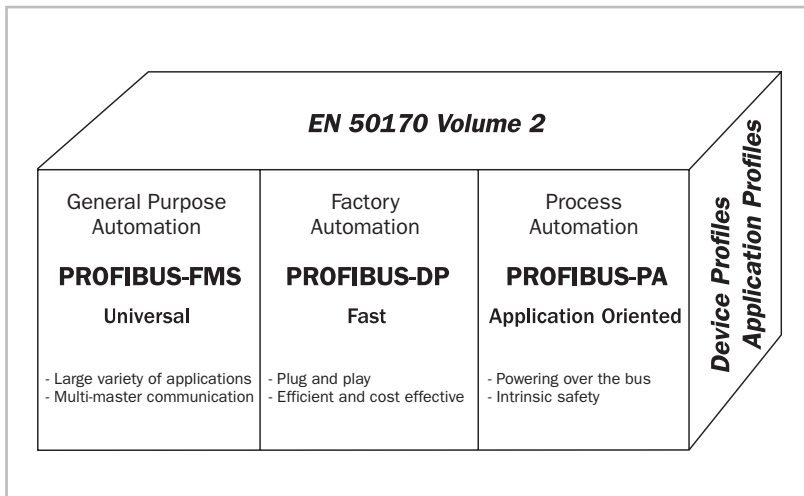 EN 50170 Volume 2
General Purpose
Automation
PROFIBUS-FMS
Universal
- Large variety of applications
- Multi-master communication
Factory
Automation
PROFIBUS-DP
Fast
- Plug and play
- Efficient and cost effective
Process
Automation
PROFIBUS-PA
Application Oriented
- Powering over the bus
- Intrinsic safety
Device Profiles
Application Profiles